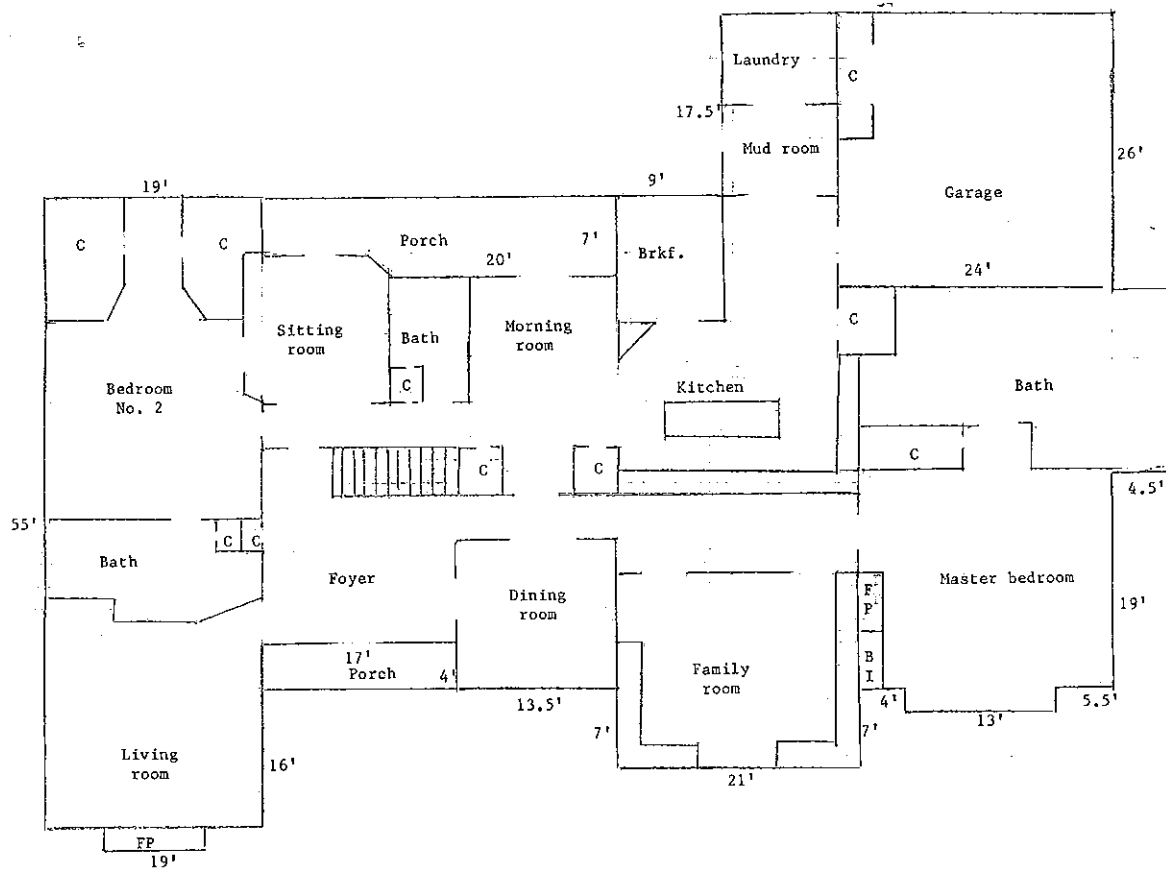 Laundry
C
17.5'
Mud room
26'
19'
9'
Garage
C
C
Porch
7'
Brkf.
20'
24'
Sitting
room
Bath
Morning
room
C
Bedroom
No. 2
C
Kitchen
Bath
C
C
C
4.5'
55'
C
C
Bath
Foyer
Dining
room
Master bedroom
F
P
19'
17'
Porch
4'
Family
room
B
I
13.5'
4'
13'
5.5'
7'
7'
Living
room
16'
21'
FP
19'